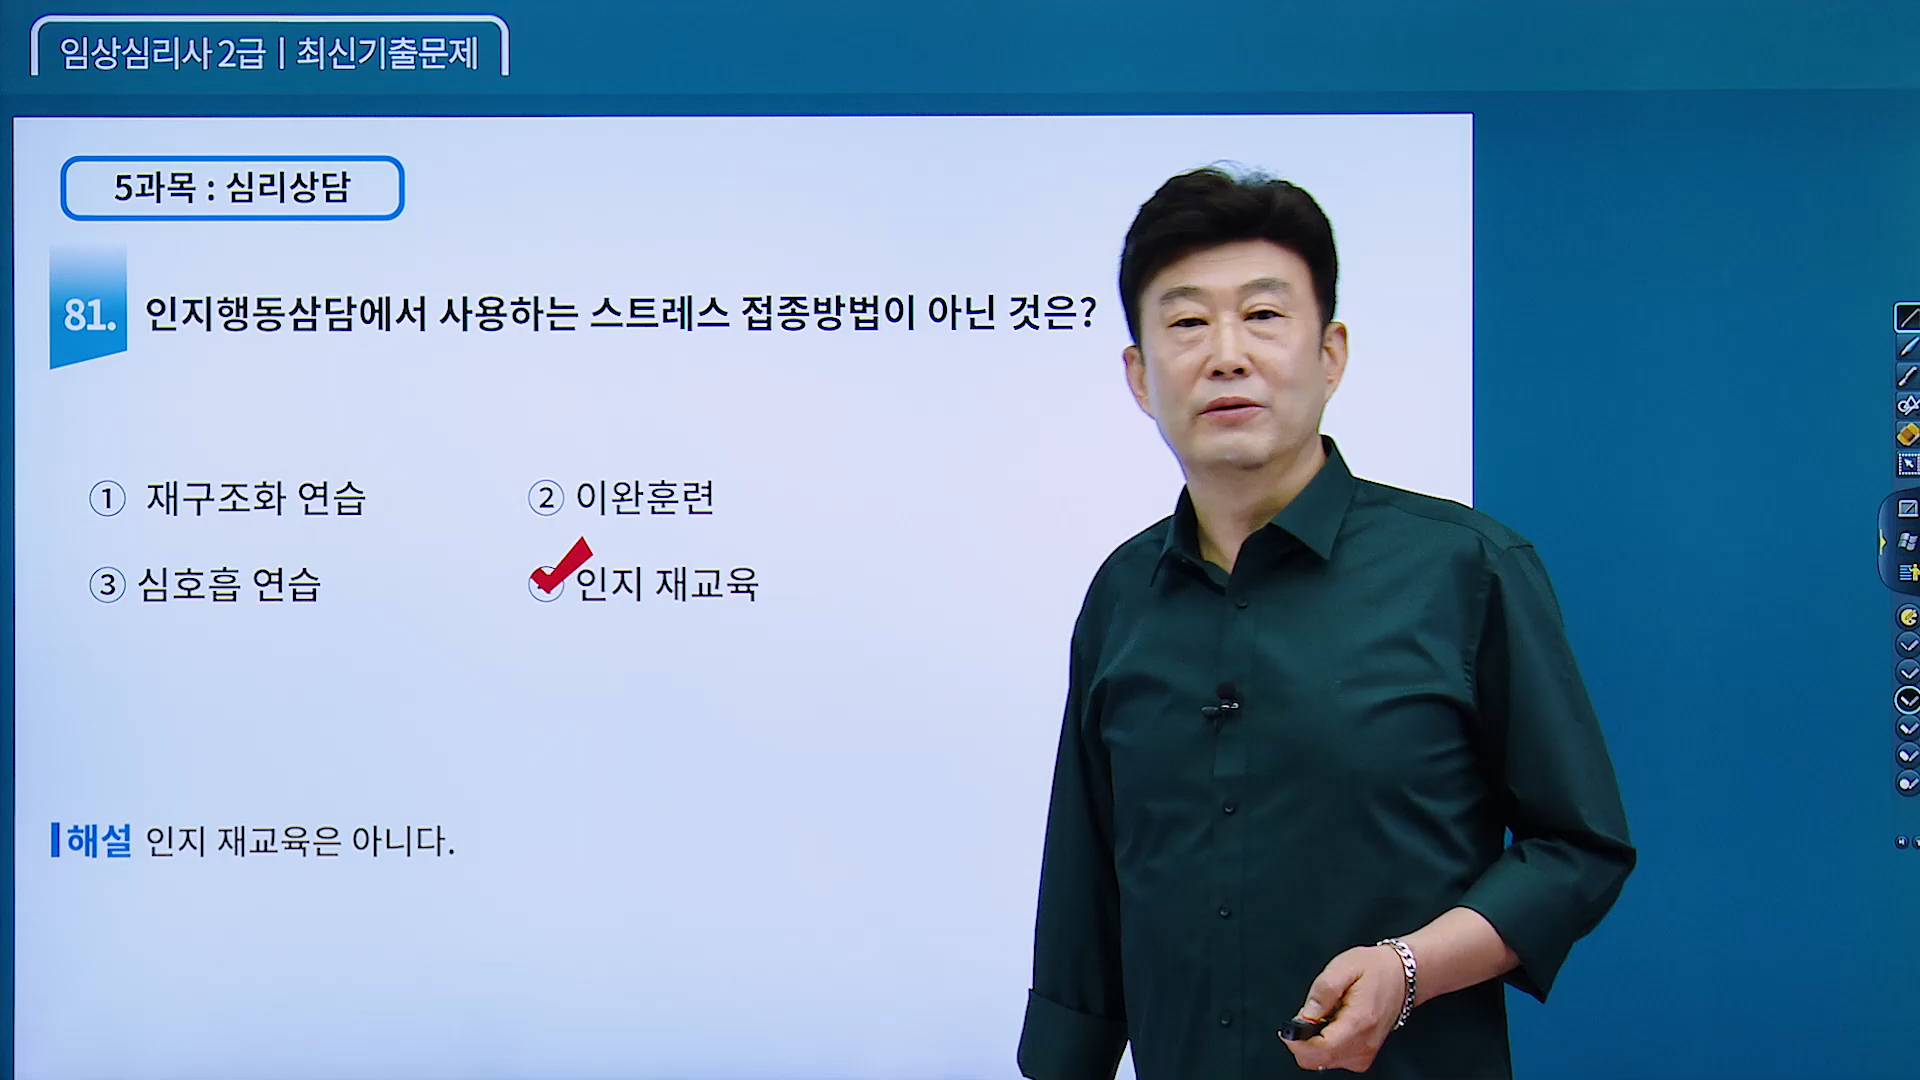 임상심리사 2급 | 최신기출문제
5과목 : 심리상담
81. 인지행동삼담에서 사용하는 스트레스 접종방법이 아닌 것은?
① 재구조화 연습
② 이완훈련
③ 심호흡 연습
인지 재교육
해설 인지 재교육은 아니다.